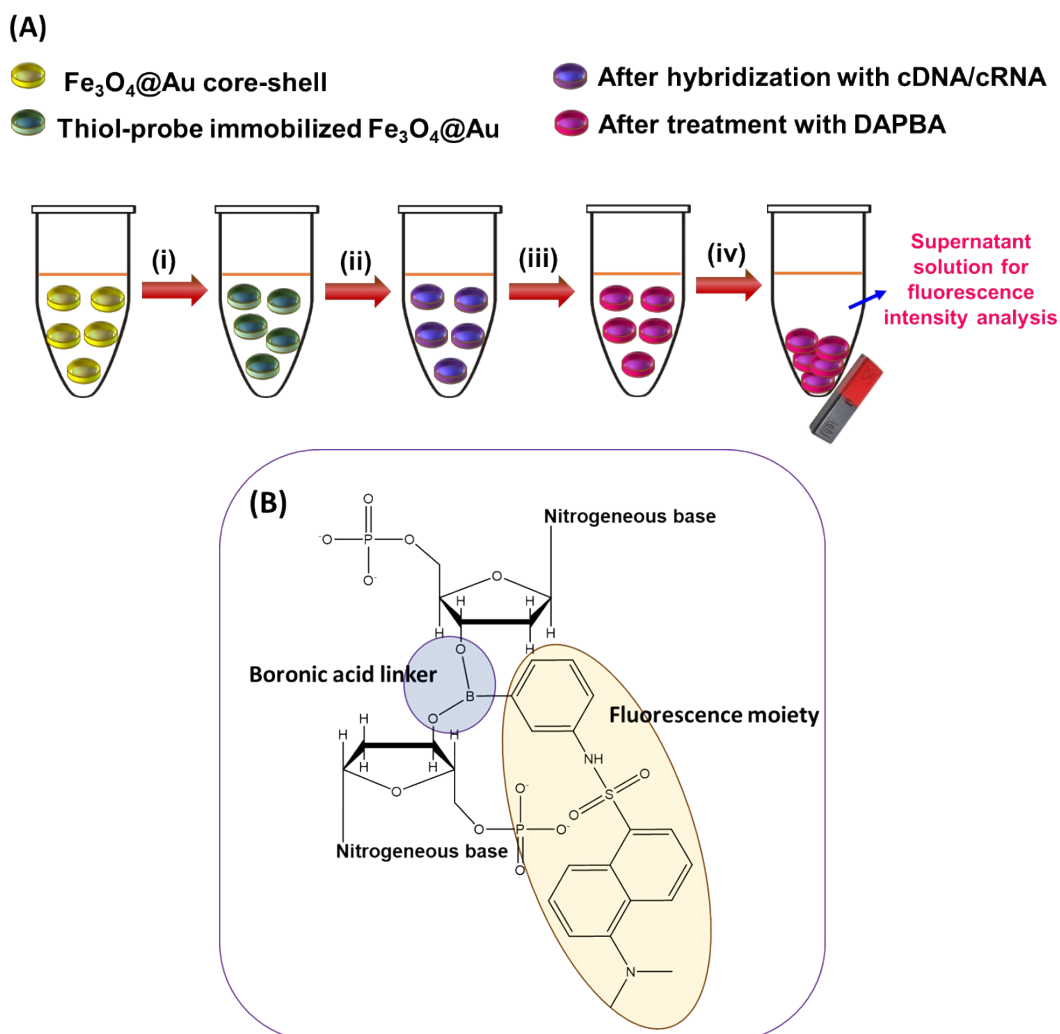 (A)
Fe₃O₄@Au core-shell
Thiol-probe immobilized Fe₃O₄@Au
After hybridization with cDNA/cRNA
After treatment with DAPBA
(i)
(ii)
(iii)
(iv)
Supernatant
solution for
fluorescence
intensity analysis
(B)
Nitrogeneous base
O
P
⁻O
O
O⁻
O
H
H
H
H
O
Boronic acid linker
B
Fluorescence moiety
O
H
H
H
H
NH
O
S
O
O
O⁻
O
P
O⁻
O
Nitrogeneous base
N